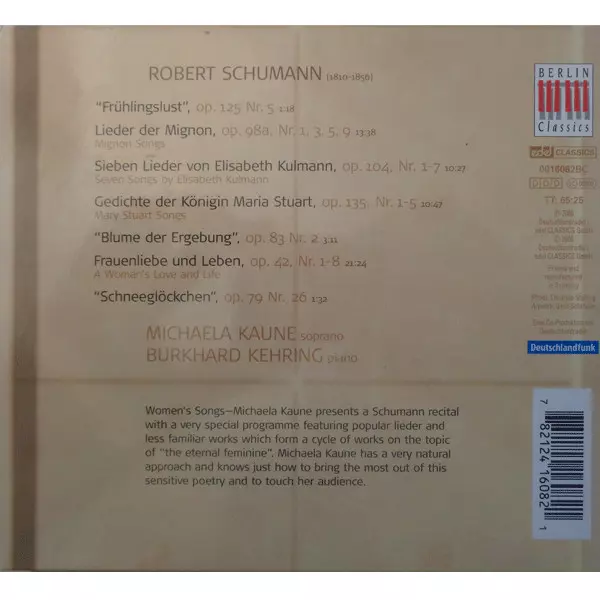 ROBERT SCHUMANN (1810-1856)
"Frühlingslust", op. 125 Nr. 5 1:18
Lieder der Mignon, op. 98a, Nr. 1, 3, 5, 9 13:38
Mignon Songs
Sieben Lieder von Elisabeth Kulmann, op. 104, Nr. 1-7 10:27
Seven Songs by Elisabeth Kulmann
Gedichte der Königin Maria Stuart, op. 135, Nr. 1-5 10:47
Mary Stuart Songs
"Blume der Ergebung", op. 83 Nr. 2 3:11
Frauenliebe und Leben, op. 42, Nr. 1-8 21:24
A Woman's Love and Life
"Schneeglöckchen", op. 79 Nr. 26 1:32
MICHAELA KAUNE soprano
BURKHARD KEHRING piano
Women's Songs—Michaela Kaune presents a Schumann recital
with a very special programme featuring popular lieder and
less familiar works which form a cycle of works on the topic
of "the eternal feminine". Michaela Kaune has a very natural
approach and knows just how to bring the most out of this
sensitive poetry and to touch her audience.
BERLIN
Classics
edel CLASSICS
0016082BC
DDD
Deutschlandfunk
7 82124 16082 1